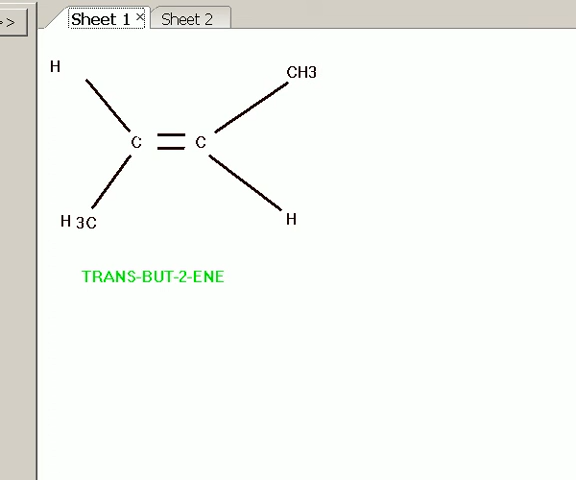 >>
Sheet 1 × Sheet 2
H CH3
C = C
H 3C H
TRANS-BUT-2-ENE